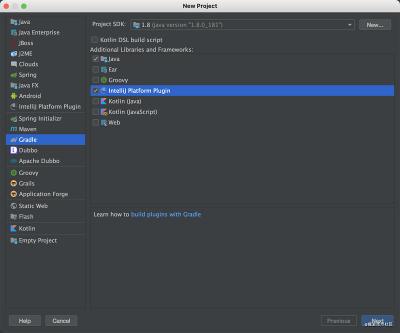 New Project
Java
Java Enterprise
JBoss
J2ME
Clouds
Spring
Java FX
Android
IntelliJ Platform Plugin
Spring Initializr
Maven
Gradle
Dubbo
Apache Dubbo
Groovy
Grails
Application Forge
Static Web
Flash
Kotlin
Empty Project
Project SDK:
1.8 (java version "1.8.0_181")
New...
Kotlin DSL build script
Additional Libraries and Frameworks:
Java
Ear
Groovy
IntelliJ Platform Plugin
Kotlin (Java)
Kotlin (JavaScript)
Web
Learn how to build plugins with Gradle
Help
Cancel
Previous
Next